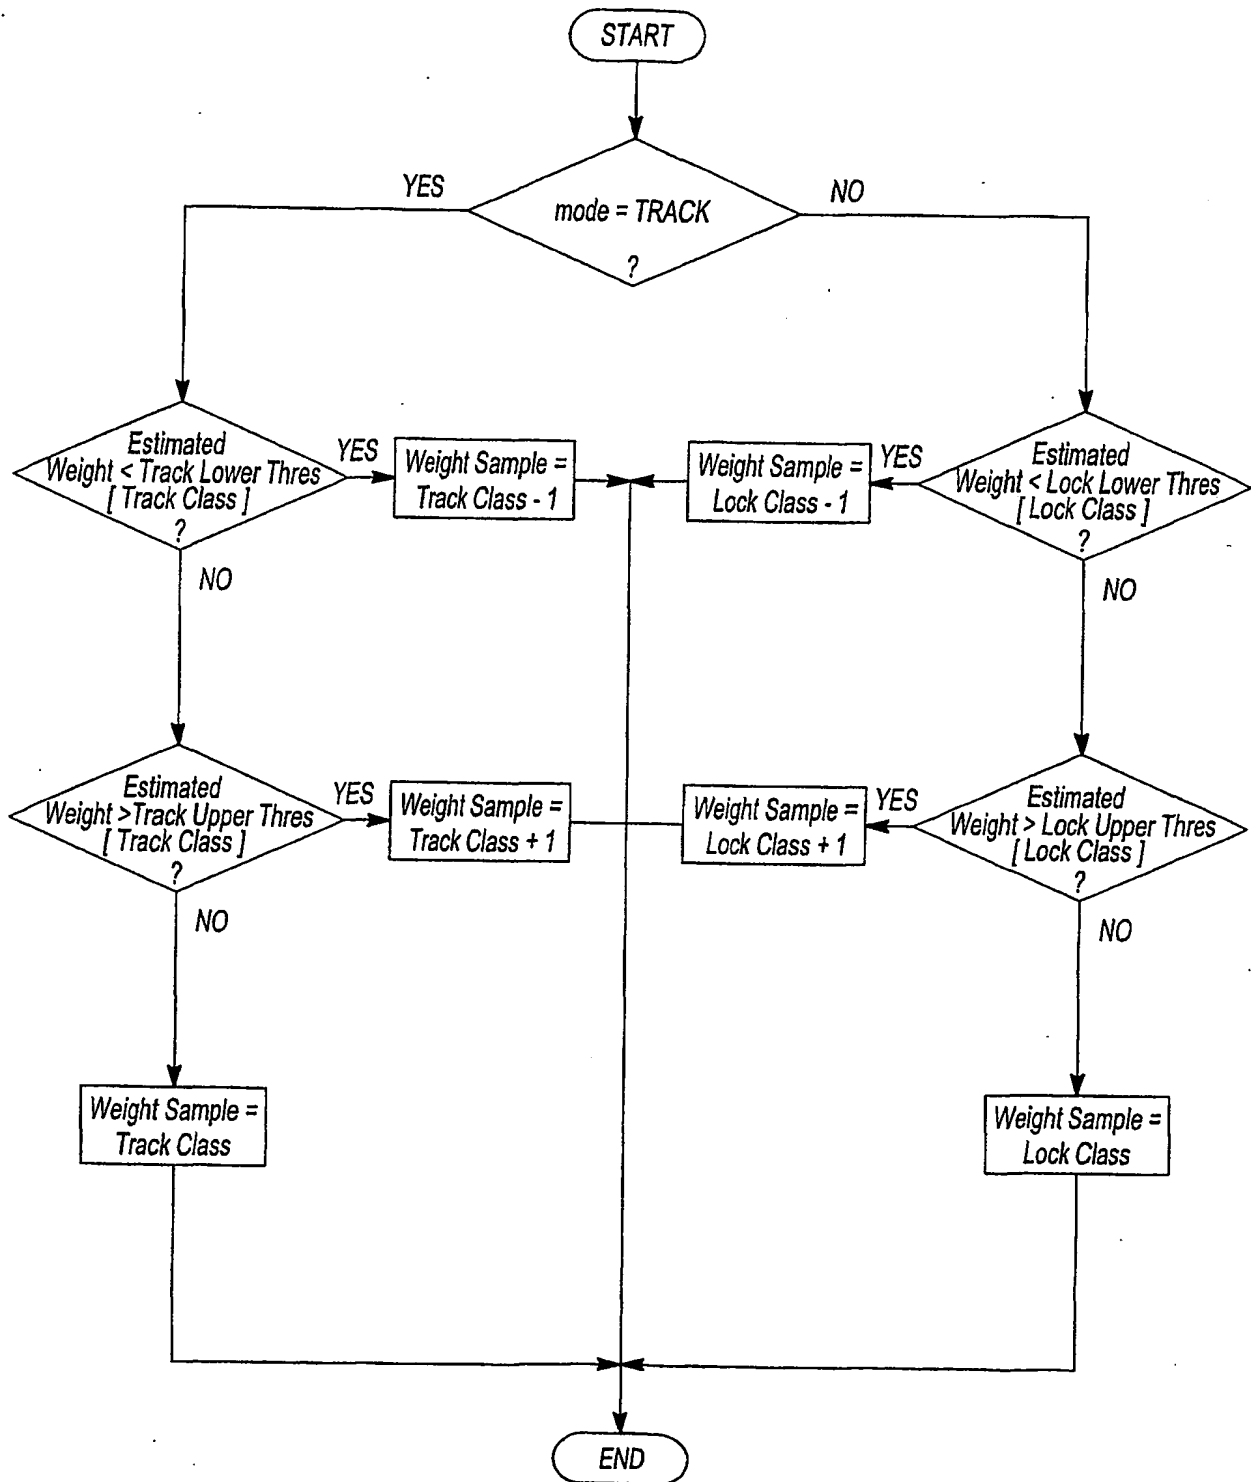 START
YES
NO
mode = TRACK
?
Estimated
Weight < Track Lower Thres
[ Track Class ]
?
YES
Weight Sample =
Track Class - 1
Weight Sample =
Lock Class - 1
YES
Estimated
Weight < Lock Lower Thres
[ Lock Class ]
?
NO
NO
Estimated
Weight >Track Upper Thres
[ Track Class ]
?
YES
Weight Sample =
Track Class + 1
Weight Sample =
Lock Class + 1
YES
Estimated
Weight > Lock Upper Thres
[ Lock Class ]
?
NO
NO
Weight Sample =
Track Class
Weight Sample =
Lock Class
END